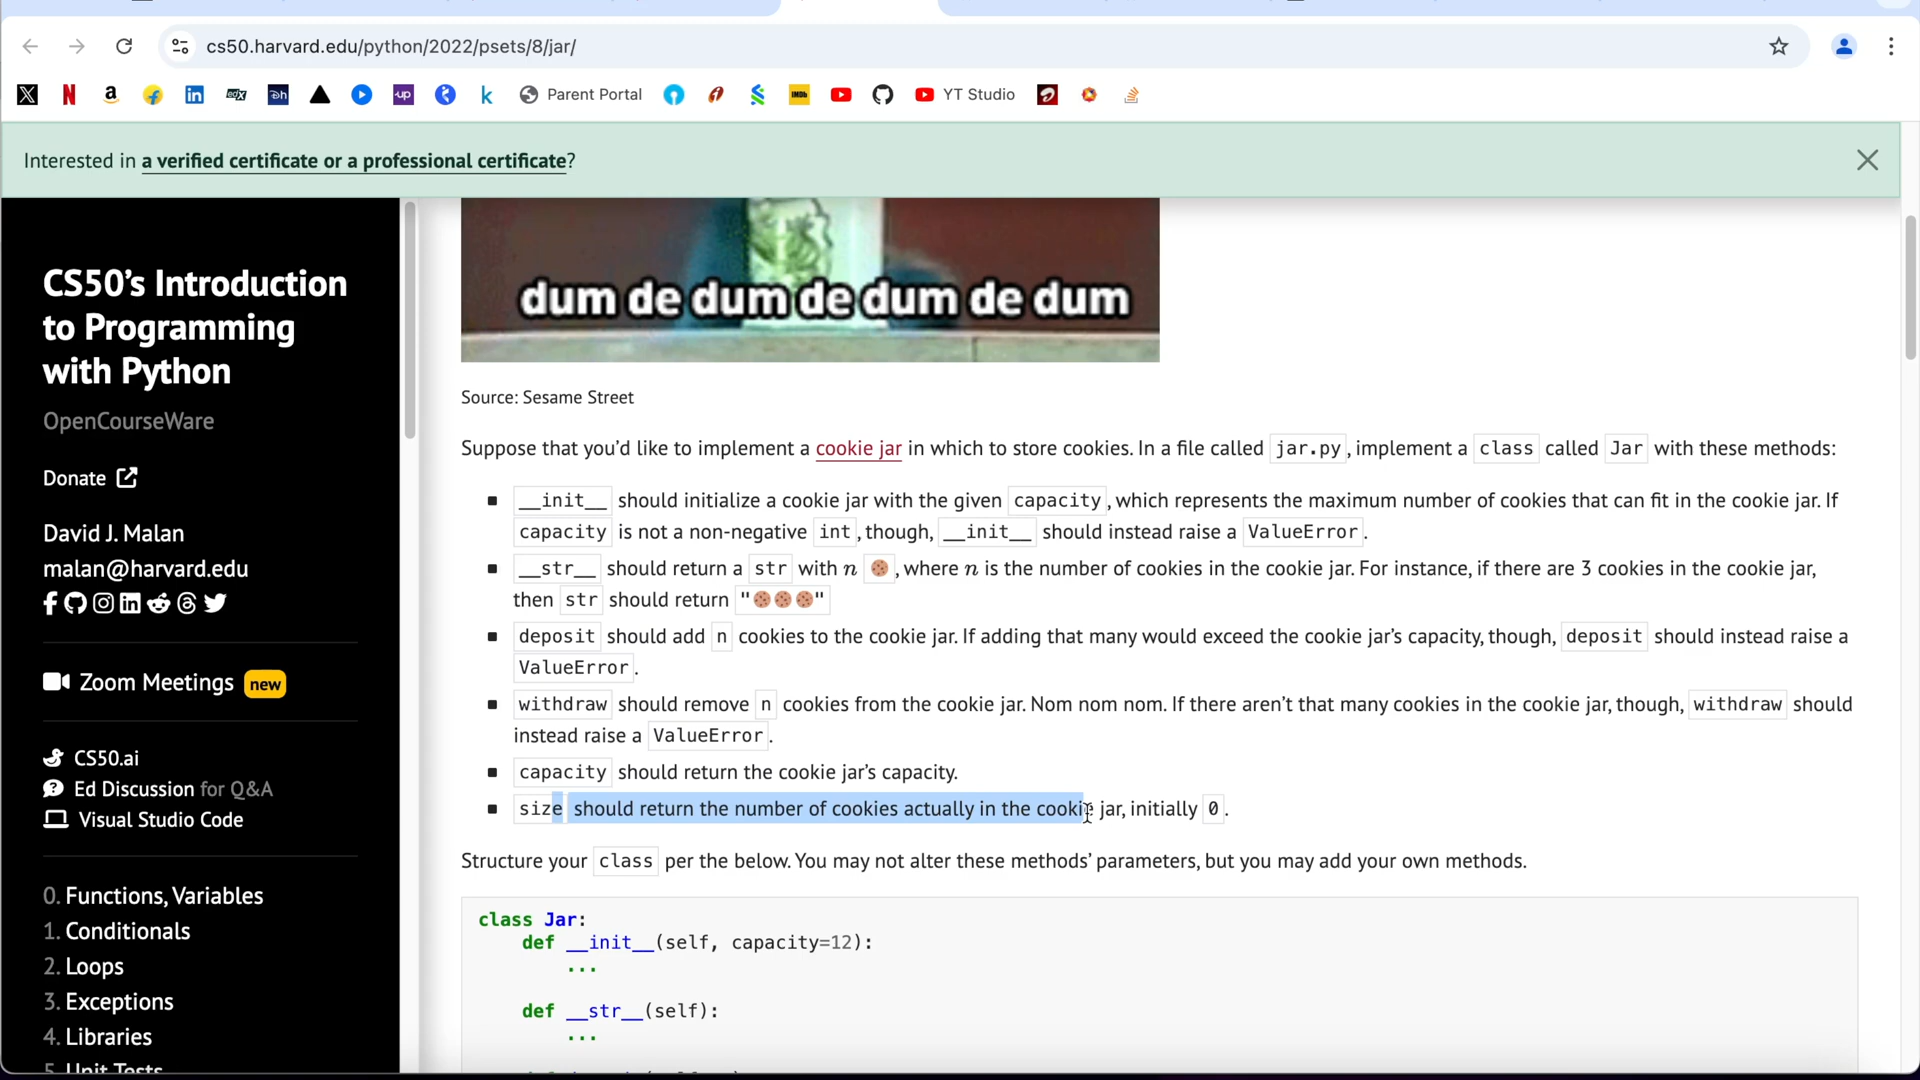 cs50.harvard.edu/python/2022/psets/8/jar/
X N a in edX Dh up k Parent Portal IMDb YT Studio
Interested in a verified certificate or a professional certificate?
CS50’s Introduction
to Programming
with Python
OpenCourseWare
Donate
David J. Malan
malan@harvard.edu
Zoom Meetings new
CS50.ai
Ed Discussion for Q&A
Visual Studio Code
0. Functions, Variables
1. Conditionals
2. Loops
3. Exceptions
4. Libraries
5. Unit Tests
dum de dum de dum de dum
Source: Sesame Street
Suppose that you’d like to implement a cookie jar in which to store cookies. In a file called jar.py, implement a class called Jar with these methods:
▪ __init__ should initialize a cookie jar with the given capacity, which represents the maximum number of cookies that can fit in the cookie jar. If
capacity is not a non-negative int, though, __init__ should instead raise a ValueError.
▪ __str__ should return a str with n 🍪, where n is the number of cookies in the cookie jar. For instance, if there are 3 cookies in the cookie jar,
then str should return "🍪🍪🍪"
▪ deposit should add n cookies to the cookie jar. If adding that many would exceed the cookie jar’s capacity, though, deposit should instead raise a
ValueError.
▪ withdraw should remove n cookies from the cookie jar. Nom nom nom. If there aren’t that many cookies in the cookie jar, though, withdraw should
instead raise a ValueError.
▪ capacity should return the cookie jar’s capacity.
▪ size should return the number of cookies actually in the cookie jar, initially 0.
Structure your class per the below. You may not alter these methods’ parameters, but you may add your own methods.
class Jar:
def __init__(self, capacity=12):
...
def __str__(self):
...